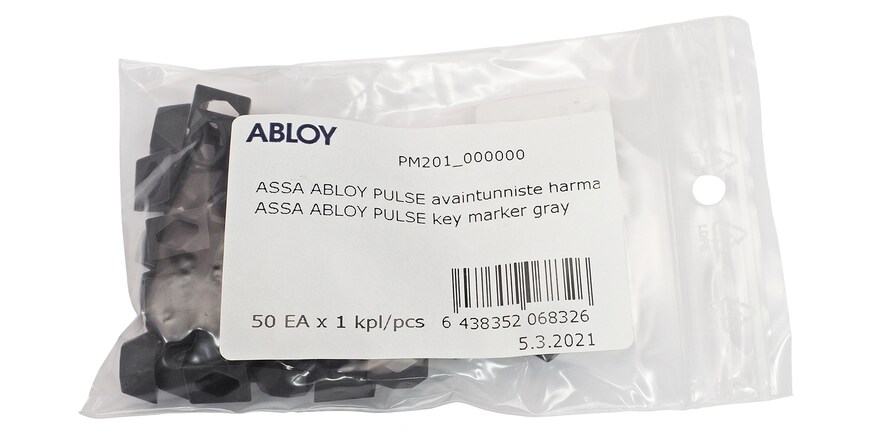 ABLOY
PM201_000000
ASSA ABLOY PULSE avaintunniste harma
ASSA ABLOY PULSE key marker gray
50 EA x 1 kpl/pcs
6 438352 068326
5.3.2021